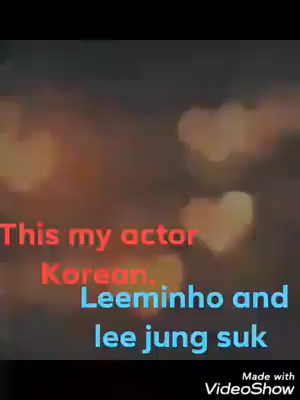 This my actor
Korean.
Leeminho and
lee jung suk
Made with
VideoShow